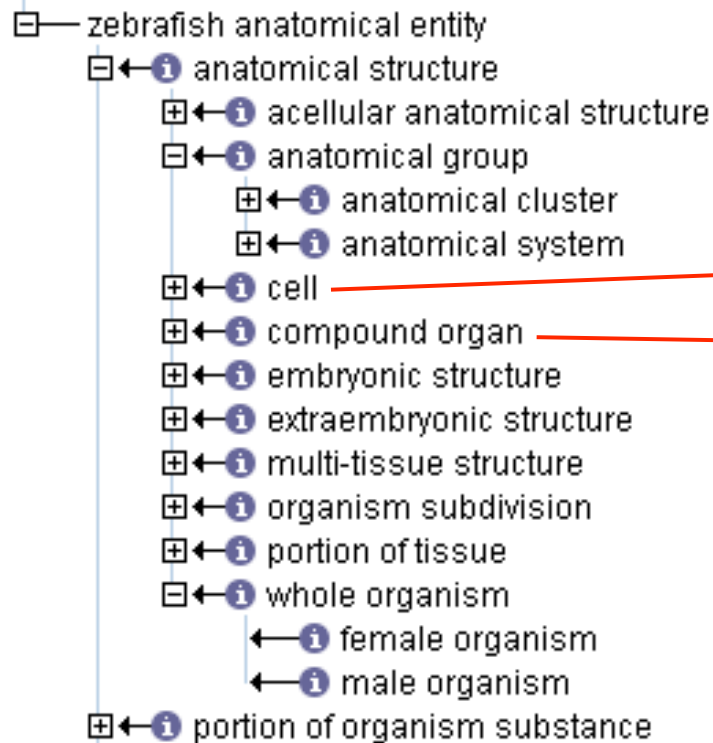 zebrafish anatomical entity
anatomical structure
acellular anatomical structure
anatomical group
anatomical cluster
anatomical system
cell
compound organ
embryonic structure
extraembryonic structure
multi-tissue structure
organism subdivision
portion of tissue
whole organism
female organism
male organism
portion of organism substance